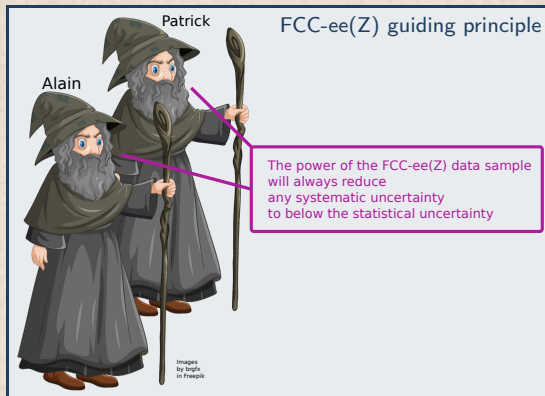 FCC-ee(Z) guiding principle
Patrick
Alain
The power of the FCC-ee(Z) data sample
will always reduce
any systematic uncertainty
to below the statistical uncertainty
Images
by brgfx
in Freepik